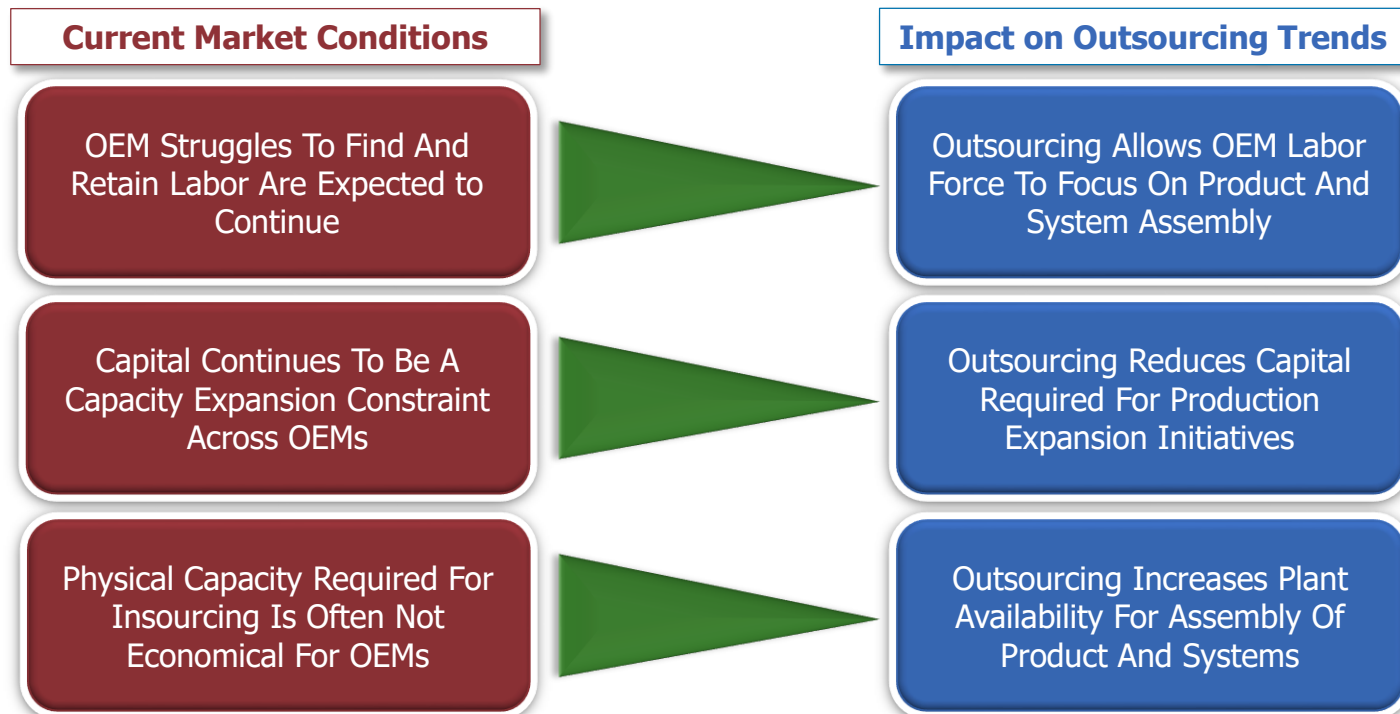 Current Market Conditions
Impact on Outsourcing Trends
OEM Struggles To Find And
Retain Labor Are Expected to
Continue
Outsourcing Allows OEM Labor
Force To Focus On Product And
System Assembly
Capital Continues To Be A
Capacity Expansion Constraint
Across OEMs
Outsourcing Reduces Capital
Required For Production
Expansion Initiatives
Physical Capacity Required For
Insourcing Is Often Not
Economical For OEMs
Outsourcing Increases Plant
Availability For Assembly Of
Product And Systems